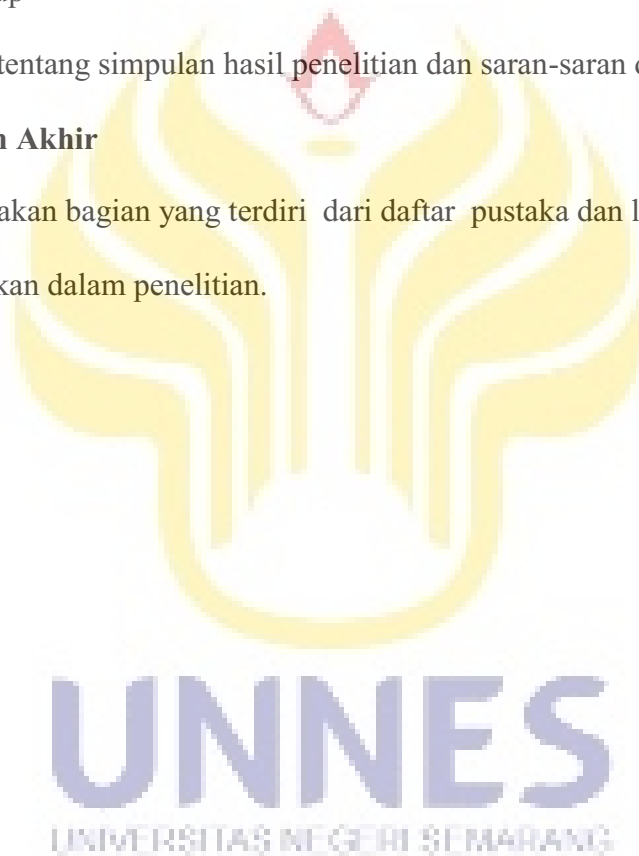 tentang simpulan hasil penelitian dan saran-saran
Akhir
akan bagian yang terdiri dari daftar pustaka dan
kan dalam penelitian.
UNNES
UNIVERSITAS NEGERI SEMARANG